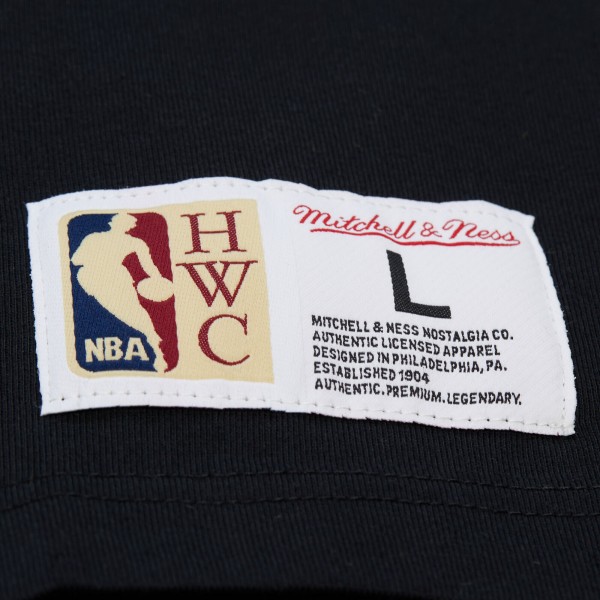 NBA
H
W
C
Mitchell & Ness
L
MITCHELL & NESS NOSTALGIA CO.
AUTHENTIC LICENSED APPAREL
DESIGNED IN PHILADELPHIA, PA.
ESTABLISHED 1904
AUTHENTIC.PREMIUM.LEGENDARY.